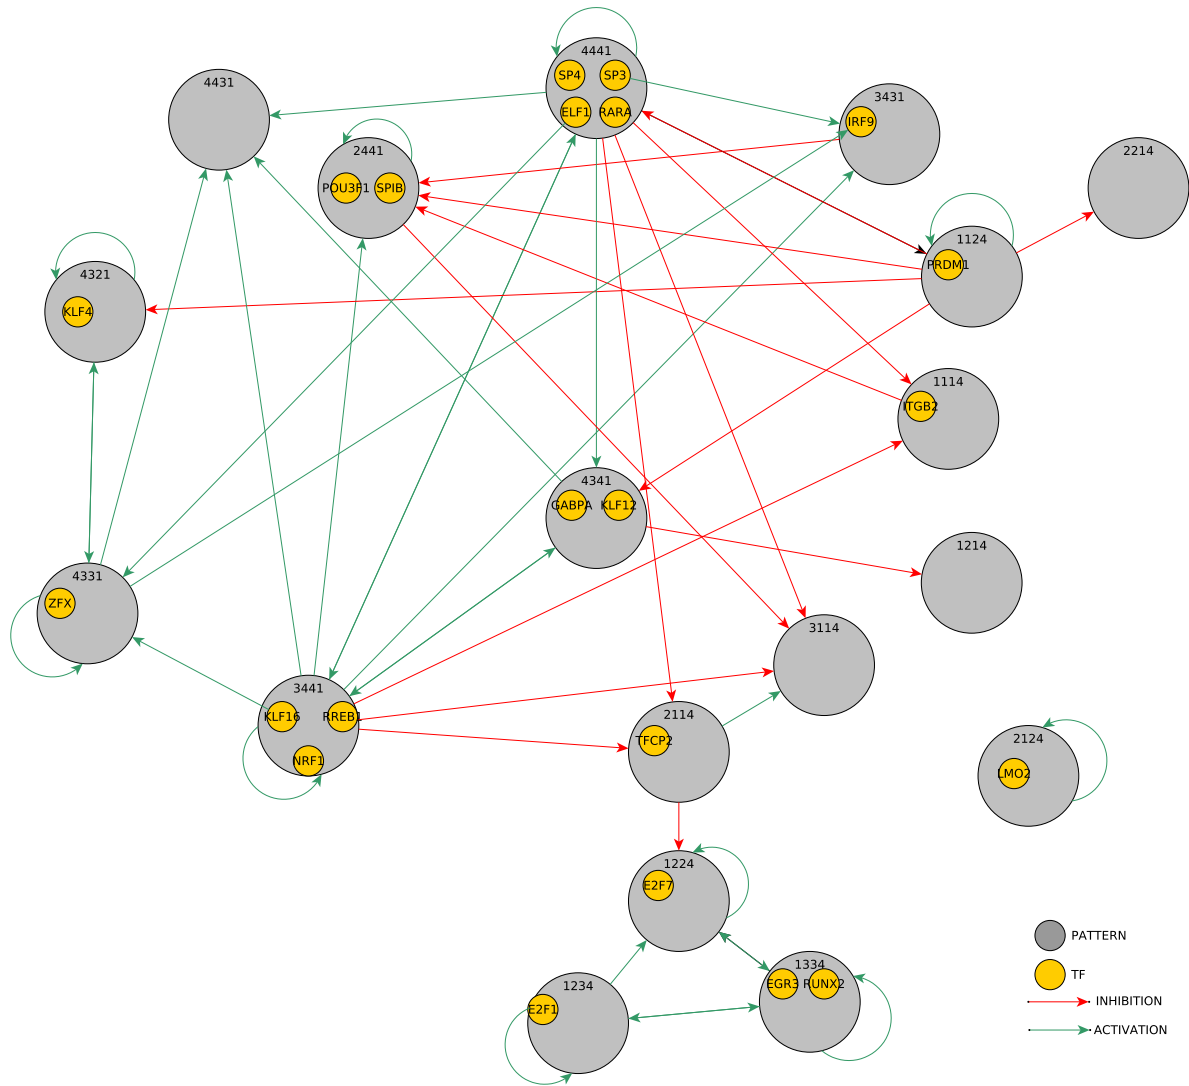 4441
SP4 SP3
ELF1 RARA
4431
3431
IRF9
2441
POU3F1 SPIB
2214
1124
PRDM1
4321
KLF4
1114
ITGB2
4341
GABPA KLF12
1214
4331
ZFX
3114
3441
KLF16 RREB1
NRF1
2114
TFCP2
2124
LMO2
1224
E2F7
1334
EGR3 RUNX2
1234
E2F1
PATTERN
TF
INHIBITION
ACTIVATION